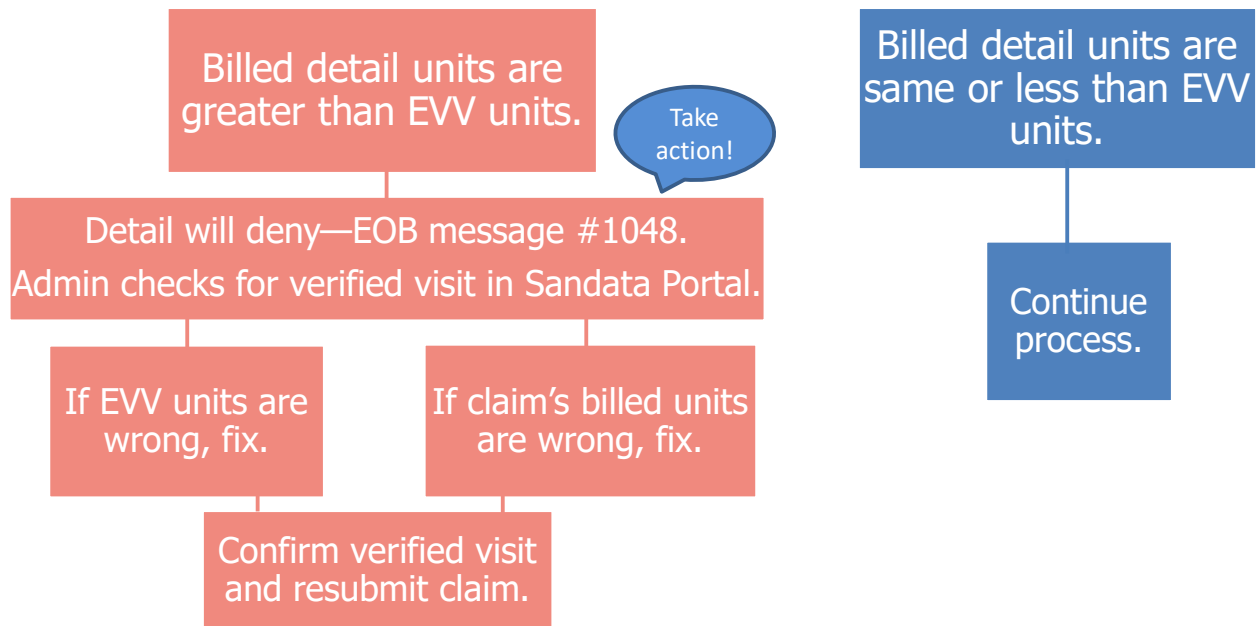 Billed detail units are
greater than EVV units.
Take
action!
Detail will deny—EOB message #1048.
Admin checks for verified visit in Sandata Portal.
If EVV units are
wrong, fix.
If claim’s billed units
are wrong, fix.
Confirm verified visit
and resubmit claim.
Billed detail units are
same or less than EVV
units.
Continue
process.